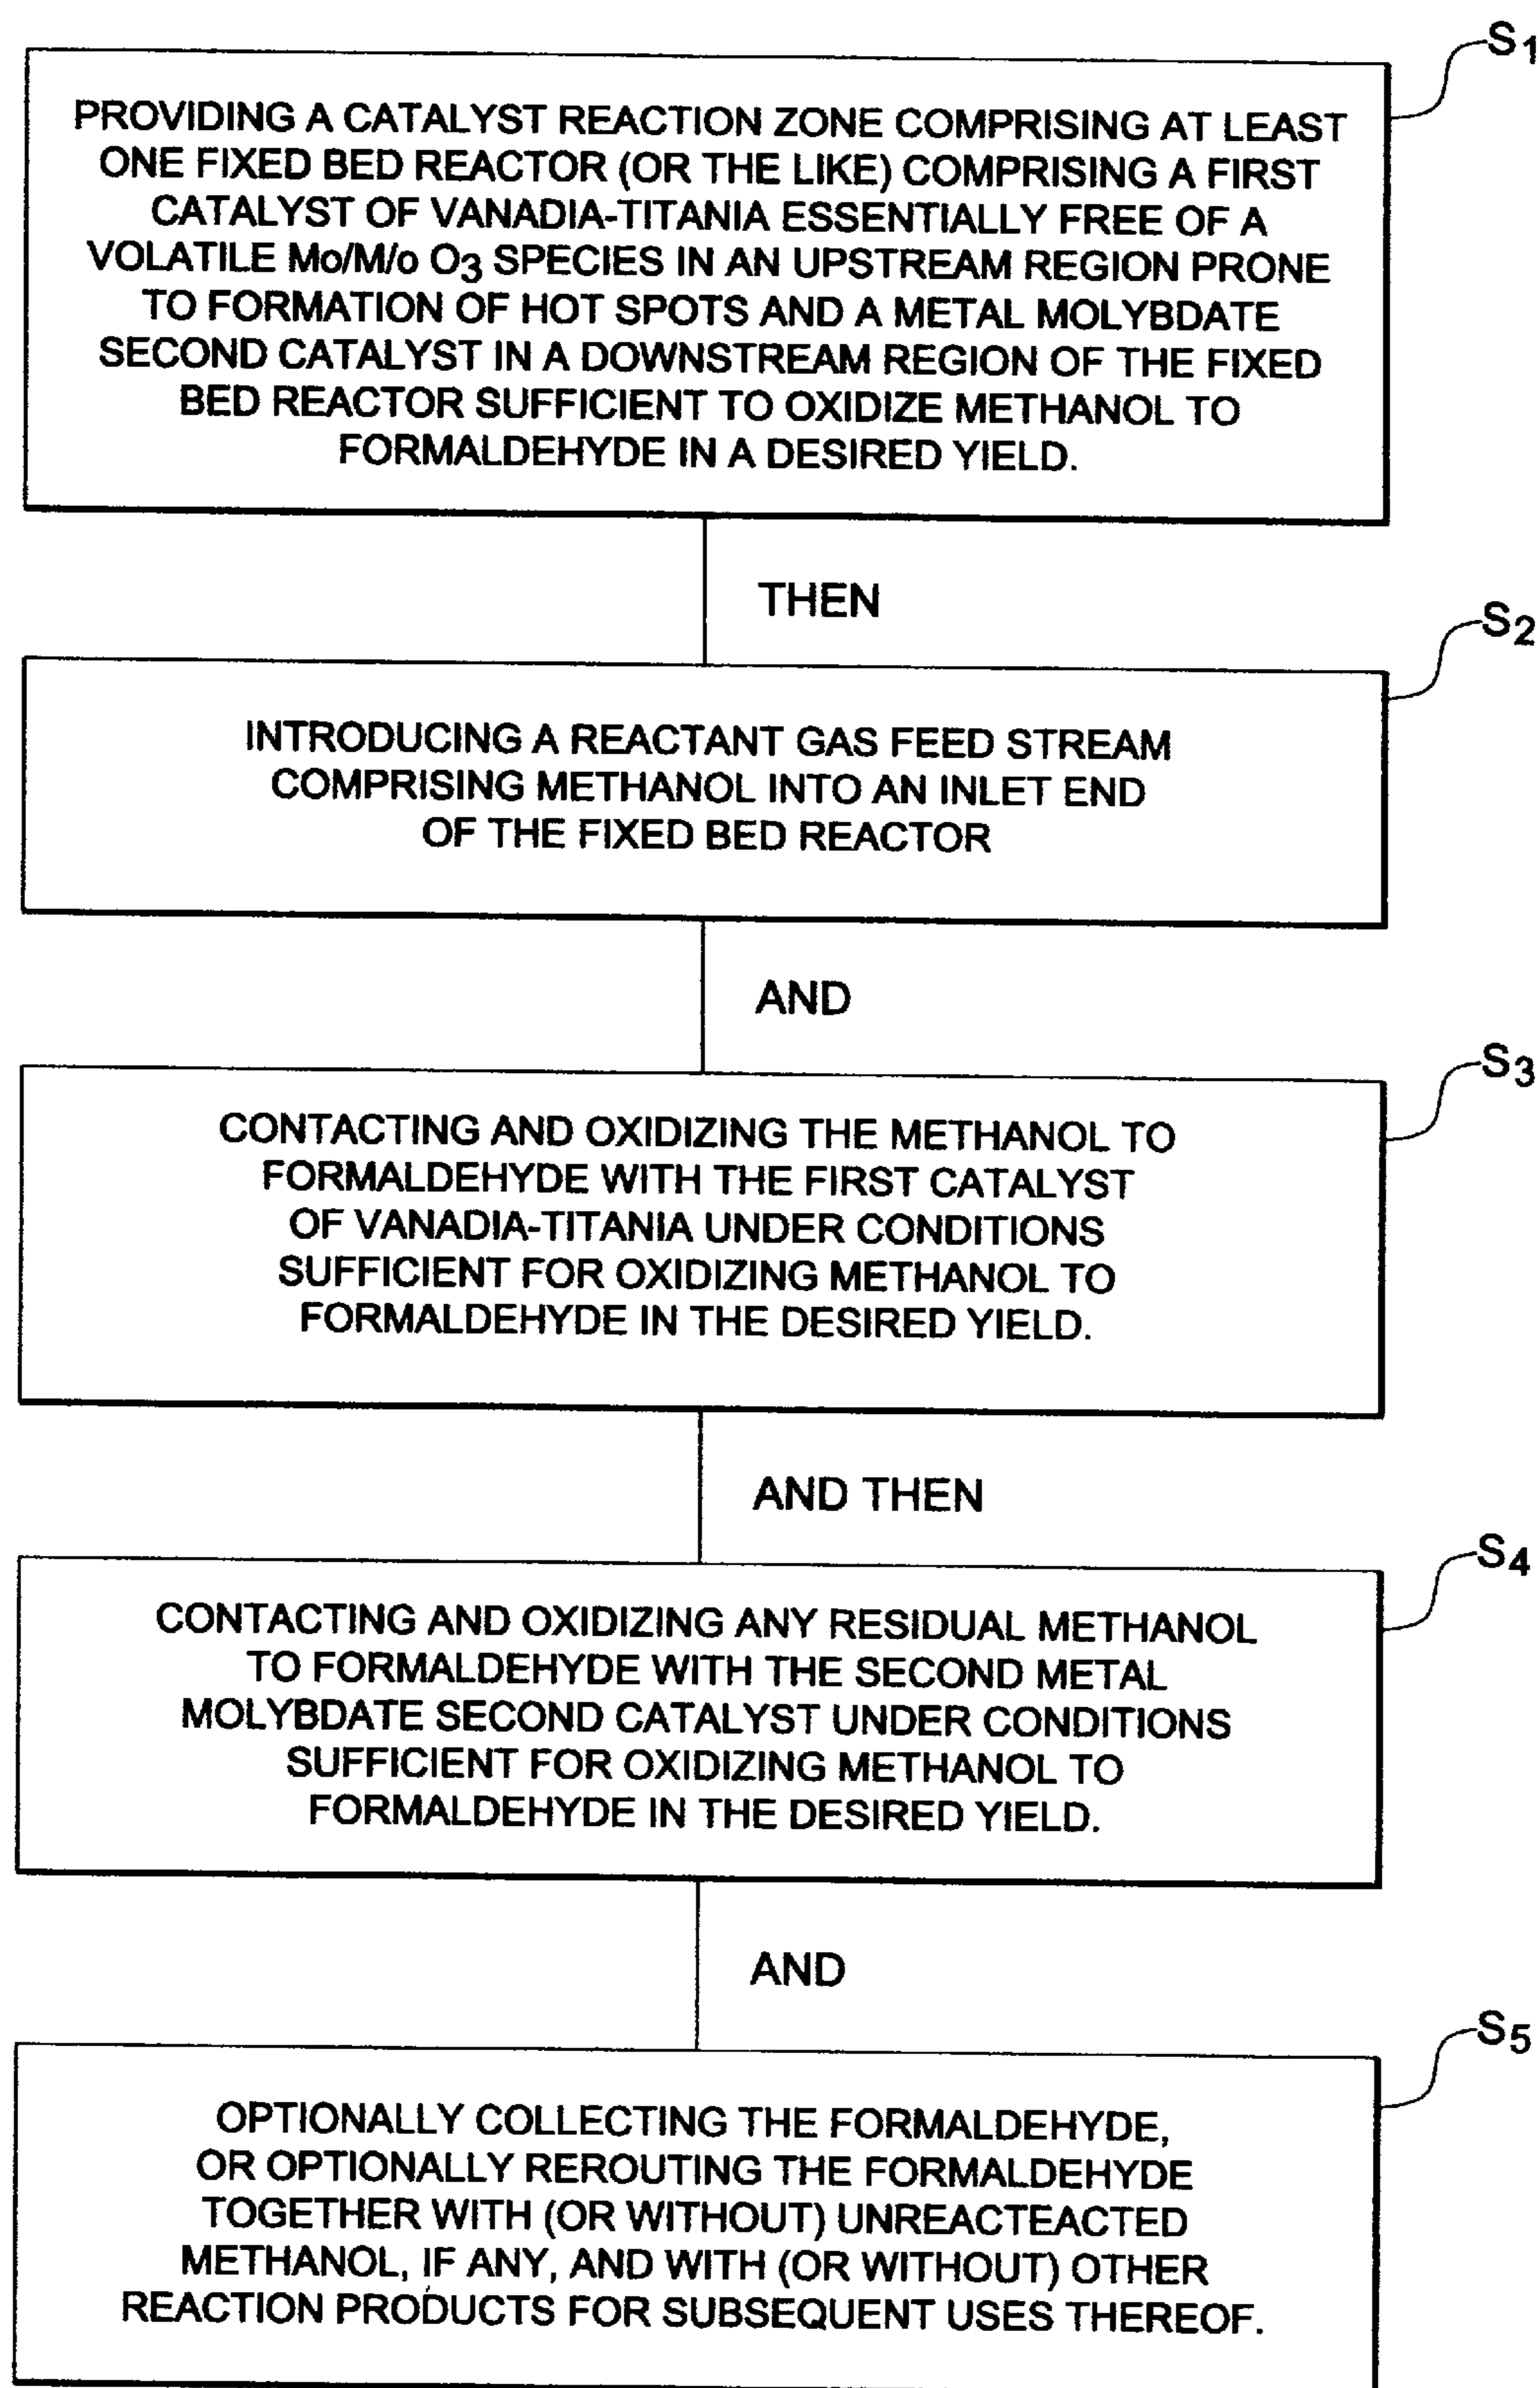 S1
PROVIDING A CATALYST REACTION ZONE COMPRISING AT LEAST
ONE FIXED BED REACTOR (OR THE LIKE) COMPRISING A FIRST
CATALYST OF VANADIA-TITANIA ESSENTIALLY FREE OF A
VOLATILE Mo/M/o O3 SPECIES IN AN UPSTREAM REGION PRONE
TO FORMATION OF HOT SPOTS AND A METAL MOLYBDATE
SECOND CATALYST IN A DOWNSTREAM REGION OF THE FIXED
BED REACTOR SUFFICIENT TO OXIDIZE METHANOL TO
FORMALDEHYDE IN A DESIRED YIELD.
THEN
S2
INTRODUCING A REACTANT GAS FEED STREAM
COMPRISING METHANOL INTO AN INLET END
OF THE FIXED BED REACTOR
AND
S3
CONTACTING AND OXIDIZING THE METHANOL TO
FORMALDEHYDE WITH THE FIRST CATALYST
OF VANADIA-TITANIA UNDER CONDITIONS
SUFFICIENT FOR OXIDIZING METHANOL TO
FORMALDEHYDE IN THE DESIRED YIELD.
AND THEN
S4
CONTACTING AND OXIDIZING ANY RESIDUAL METHANOL
TO FORMALDEHYDE WITH THE SECOND METAL
MOLYBDATE SECOND CATALYST UNDER CONDITIONS
SUFFICIENT FOR OXIDIZING METHANOL TO
FORMALDEHYDE IN THE DESIRED YIELD.
AND
S5
OPTIONALLY COLLECTING THE FORMALDEHYDE,
OR OPTIONALLY REROUTING THE FORMALDEHYDE
TOGETHER WITH (OR WITHOUT) UNREACTEACTED
METHANOL, IF ANY, AND WITH (OR WITHOUT) OTHER
REACTION PRODUCTS FOR SUBSEQUENT USES THEREOF.